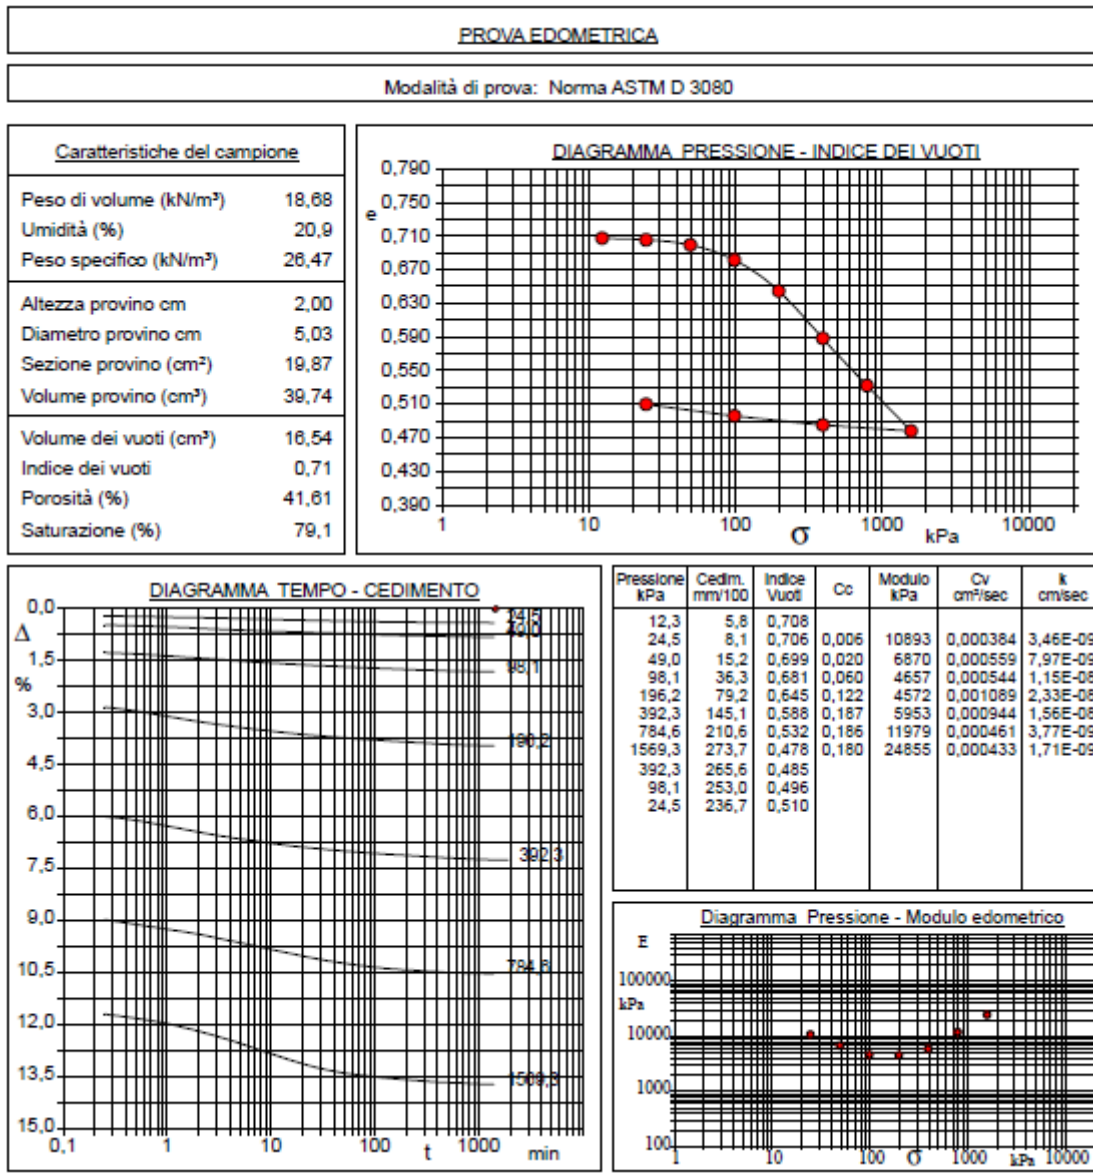 PROVA EDOMETRICA
Modalità di prova: Norma ASTM D 3080
Caratteristiche del campione
Peso di volume (kN/m³) 18,68
Umidità (%) 20,9
Peso specifico (kN/m³) 26,47
Altezza provino cm 2,00
Diametro provino cm 5,03
Sezione provino (cm²) 19,87
Volume provino (cm³) 39,74
Volume dei vuoti (cm³) 16,54
Indice dei vuoti 0,71
Porosità (%) 41,61
Saturazione (%) 79,1
DIAGRAMMA PRESSIONE - INDICE DEI VUOTI
0,790
0,750
e
0,710
0,670
0,630
0,590
0,550
0,510
0,470
0,430
0,390
1 10 100 1000 10000
σ kPa
DIAGRAMMA TEMPO - CEDIMENTO
0,0
Δ
1,5
%
3,0
4,5
6,0
7,5
9,0
10,5
12,0
13,5
15,0
24,5
49,0
98,1
196,2
392,3
784,6
1569,3
0,1 1 10 100 1000
t min
Pressione Cedim. Indice Cc Modulo Cv k
kPa mm/100 Vuoti kPa cm²/sec cm/sec
12,3 5,8 0,708
24,5 8,1 0,706 0,006 10893 0,000384 3,46E-09
49,0 15,2 0,699 0,020 6870 0,000559 7,97E-09
98,1 36,3 0,681 0,060 4657 0,000544 1,15E-08
196,2 79,2 0,645 0,122 4572 0,001089 2,33E-08
392,3 145,1 0,588 0,187 5953 0,000944 1,56E-08
784,6 210,6 0,532 0,186 11979 0,000461 3,77E-09
1569,3 273,7 0,478 0,180 24855 0,000433 1,71E-09
392,3 265,6 0,485
98,1 253,0 0,496
24,5 236,7 0,510
Diagramma Pressione - Modulo edometrico
E
100000
kPa
10000
1000
100
1 10 100 1000 10000
σ kPa